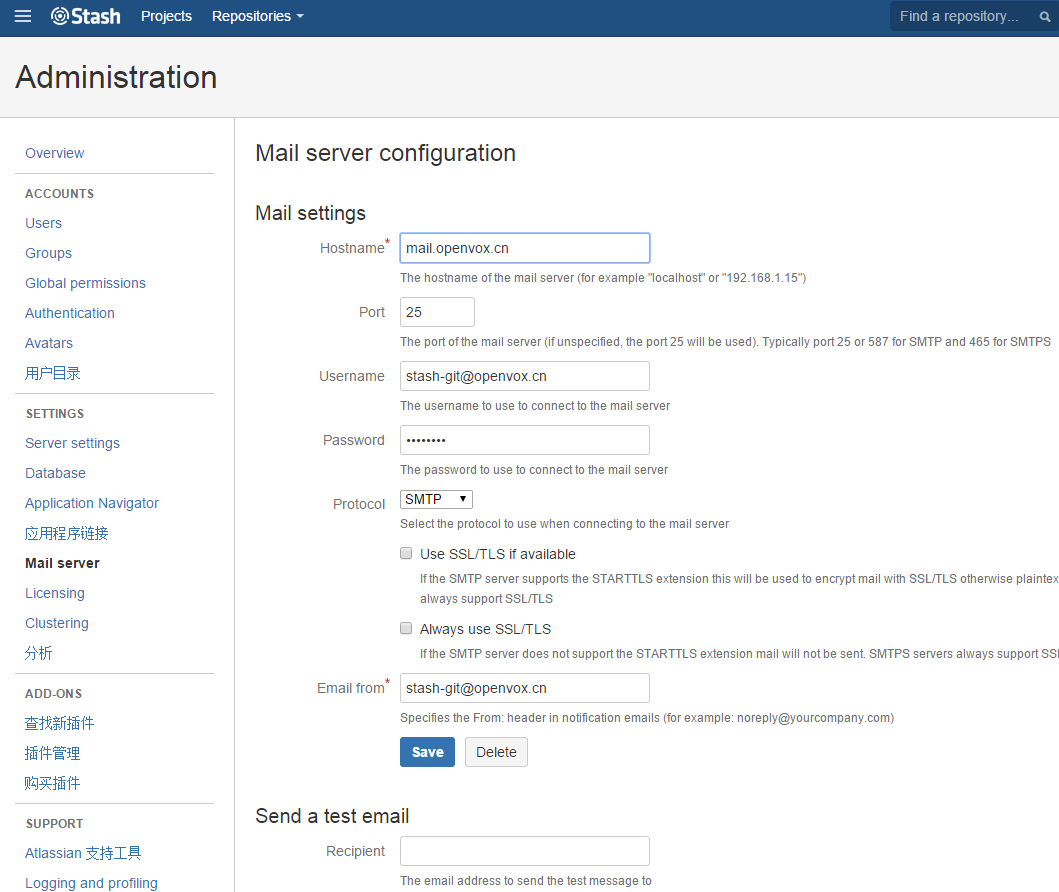 Stash Projects Repositories Find a repository...
Administration
Overview
ACCOUNTS
Users
Groups
Global permissions
Authentication
Avatars
用户目录
SETTINGS
Server settings
Database
Application Navigator
应用程序链接
Mail server
Licensing
Clustering
分析
ADD-ONS
查找新插件
插件管理
购买插件
SUPPORT
Atlassian 支持工具
Logging and profiling
Mail server configuration
Mail settings
Hostname* mail.openvox.cn
The hostname of the mail server (for example "localhost" or "192.168.1.15")
Port 25
The port of the mail server (if unspecified, the port 25 will be used). Typically port 25 or 587 for SMTP and 465 for SMTPS
Username stash-git@openvox.cn
The username to use to connect to the mail server
Password ••••••••
The password to use to connect to the mail server
Protocol SMTP
Select the protocol to use when connecting to the mail server
Use SSL/TLS if available
If the SMTP server supports the STARTTLS extension this will be used to encrypt mail with SSL/TLS otherwise plaintex
always support SSL/TLS
Always use SSL/TLS
If the SMTP server does not support the STARTTLS extension mail will not be sent. SMTPS servers always support SSL
Email from* stash-git@openvox.cn
Specifies the From: header in notification emails (for example: noreply@yourcompany.com)
Save Delete
Send a test email
Recipient
The email address to send the test message to